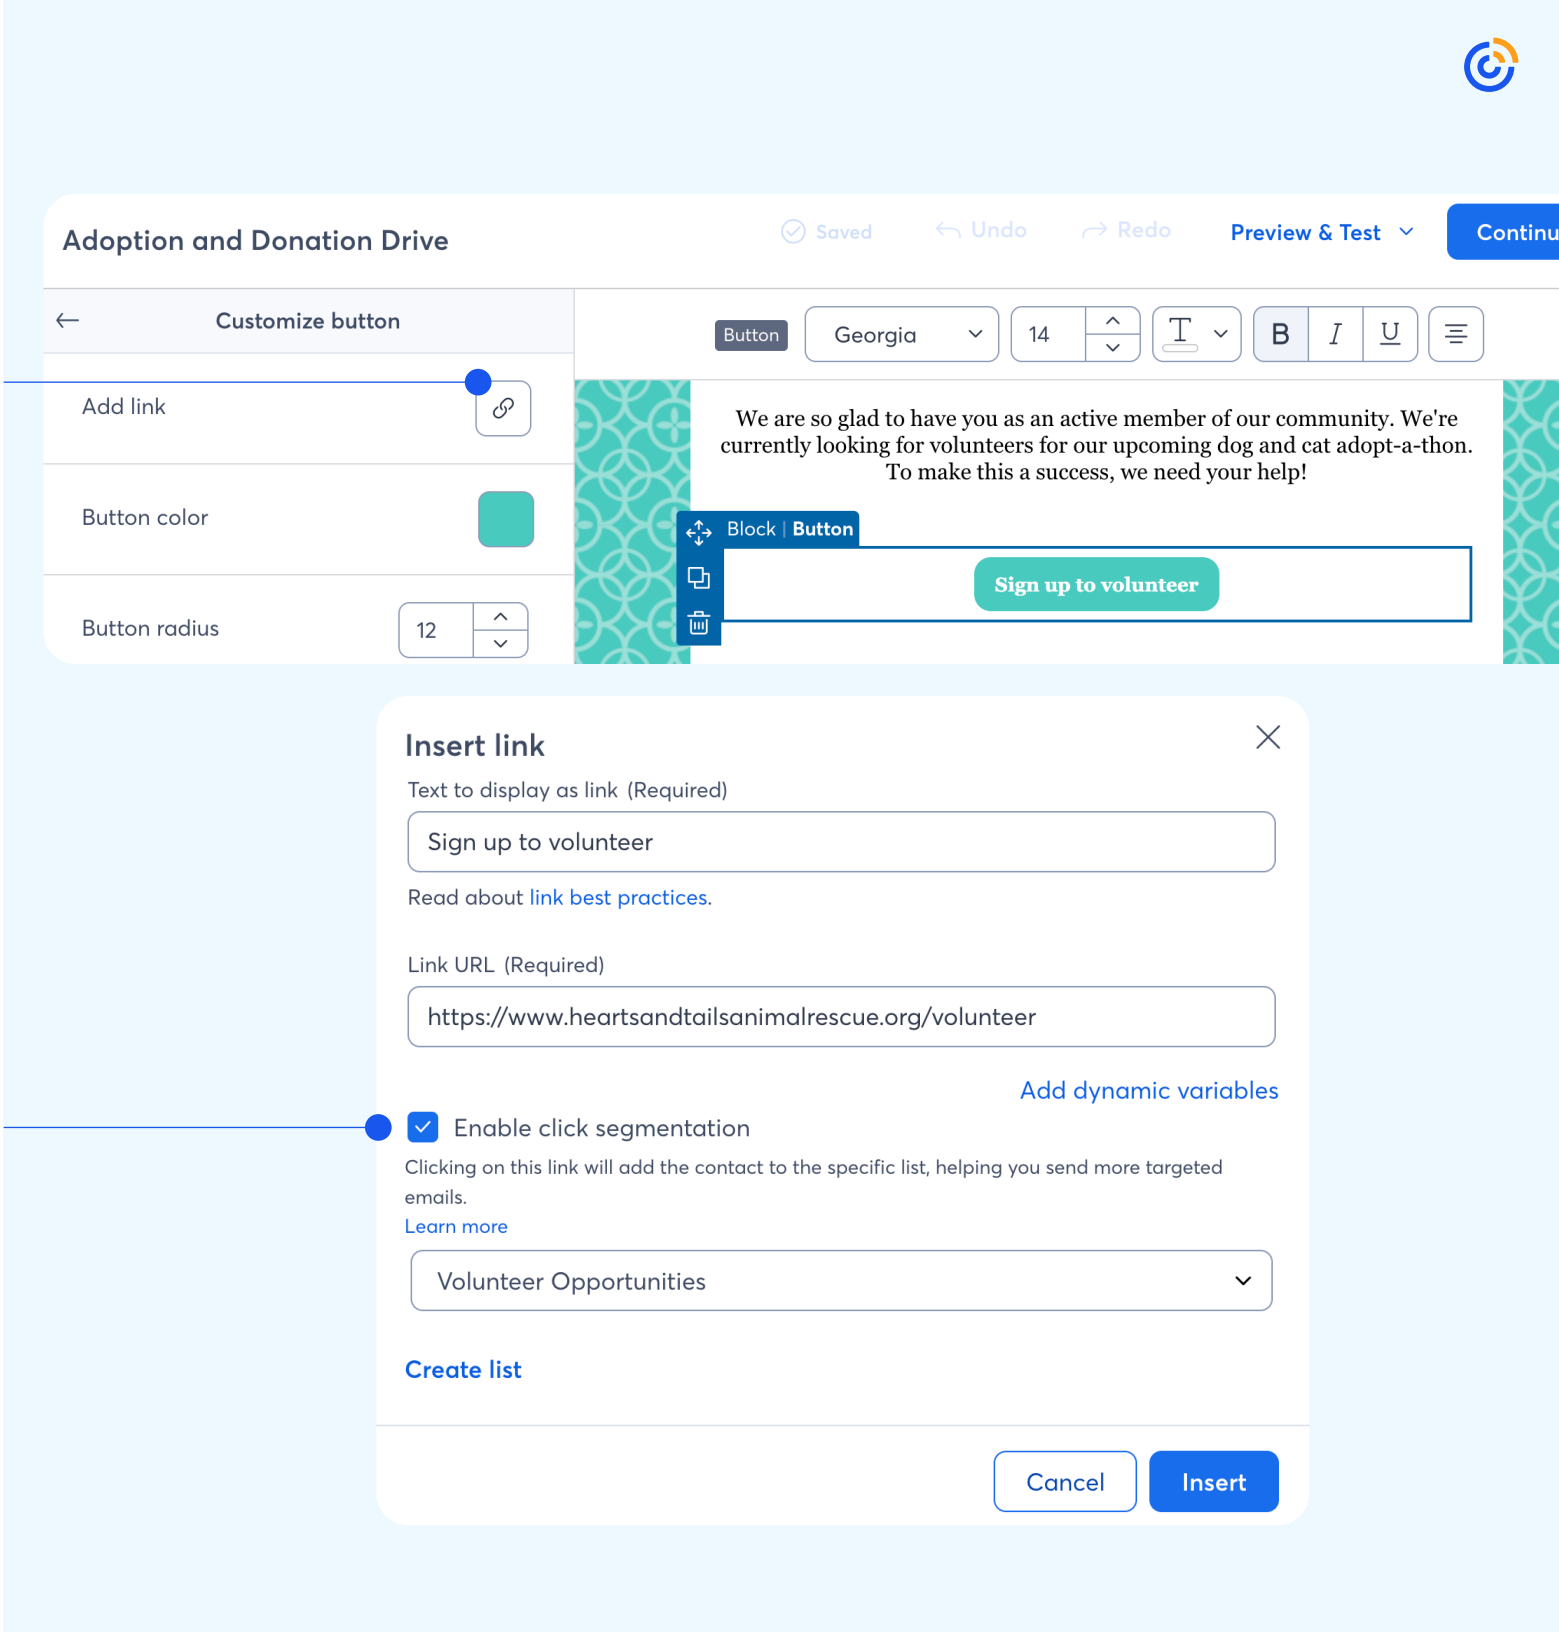 Adoption and Donation Drive
Saved
Undo
Redo
Preview & Test
Continu
Customize button
Button
Georgia
14
T
B
I
U
Add link
We are so glad to have you as an active member of our community. We're
currently looking for volunteers for our upcoming dog and cat adopt-a-thon.
To make this a success, we need your help!
Button color
Block | Button
Sign up to volunteer
Button radius
12
Insert link
Text to display as link (Required)
Sign up to volunteer
Read about link best practices.
Link URL (Required)
https://www.heartsandtailsanimalrescue.org/volunteer
Add dynamic variables
Enable click segmentation
Clicking on this link will add the contact to the specific list, helping you send more targeted
emails.
Learn more
Volunteer Opportunities
Create list
Cancel
Insert